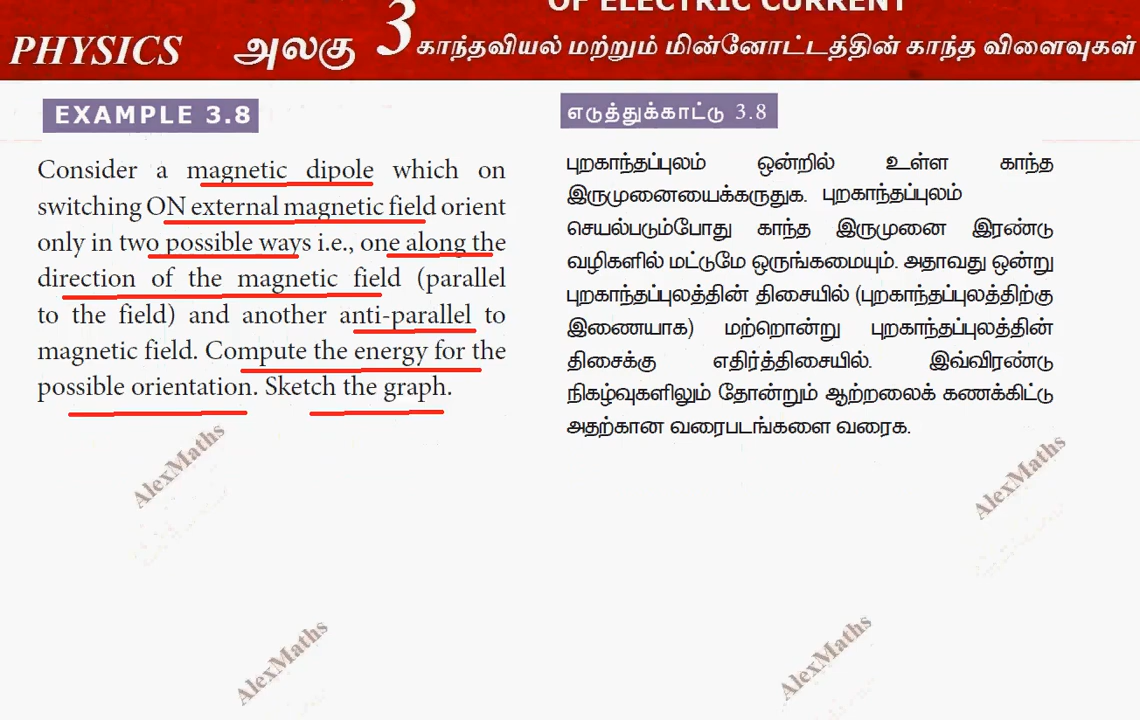 OF ELECTRIC CURRENT
PHYSICS அலகு 3 காந்தவியல் மற்றும் மின்னோட்டத்தின் காந்த விளைவுகள்
EXAMPLE 3.8
Consider a magnetic dipole which on
switching ON external magnetic field orient
only in two possible ways i.e., one along the
direction of the magnetic field (parallel
to the field) and another anti-parallel to
magnetic field. Compute the energy for the
possible orientation. Sketch the graph.
எடுத்துக்காட்டு 3.8
புறகாந்தப்புலம் ஒன்றில் உள்ள காந்த
இருமுனையைக்கருதுக. புறகாந்தப்புலம்
செயல்படும்போது காந்த இருமுனை இரண்டு
வழிகளில் மட்டுமே ஒருங்கமையும். அதாவது ஒன்று
புறகாந்தப்புலத்தின் திசையில் (புறகாந்தப்புலத்திற்கு
இணையாக) மற்றொன்று புறகாந்தப்புலத்தின்
திசைக்கு எதிர்த்திசையில். இவ்விரண்டு
நிகழ்வுகளிலும் தோன்றும் ஆற்றலைக் கணக்கிட்டு
அதற்கான வரைபடங்களை வரைக.
AlexMaths
AlexMaths
AlexMaths
AlexMaths